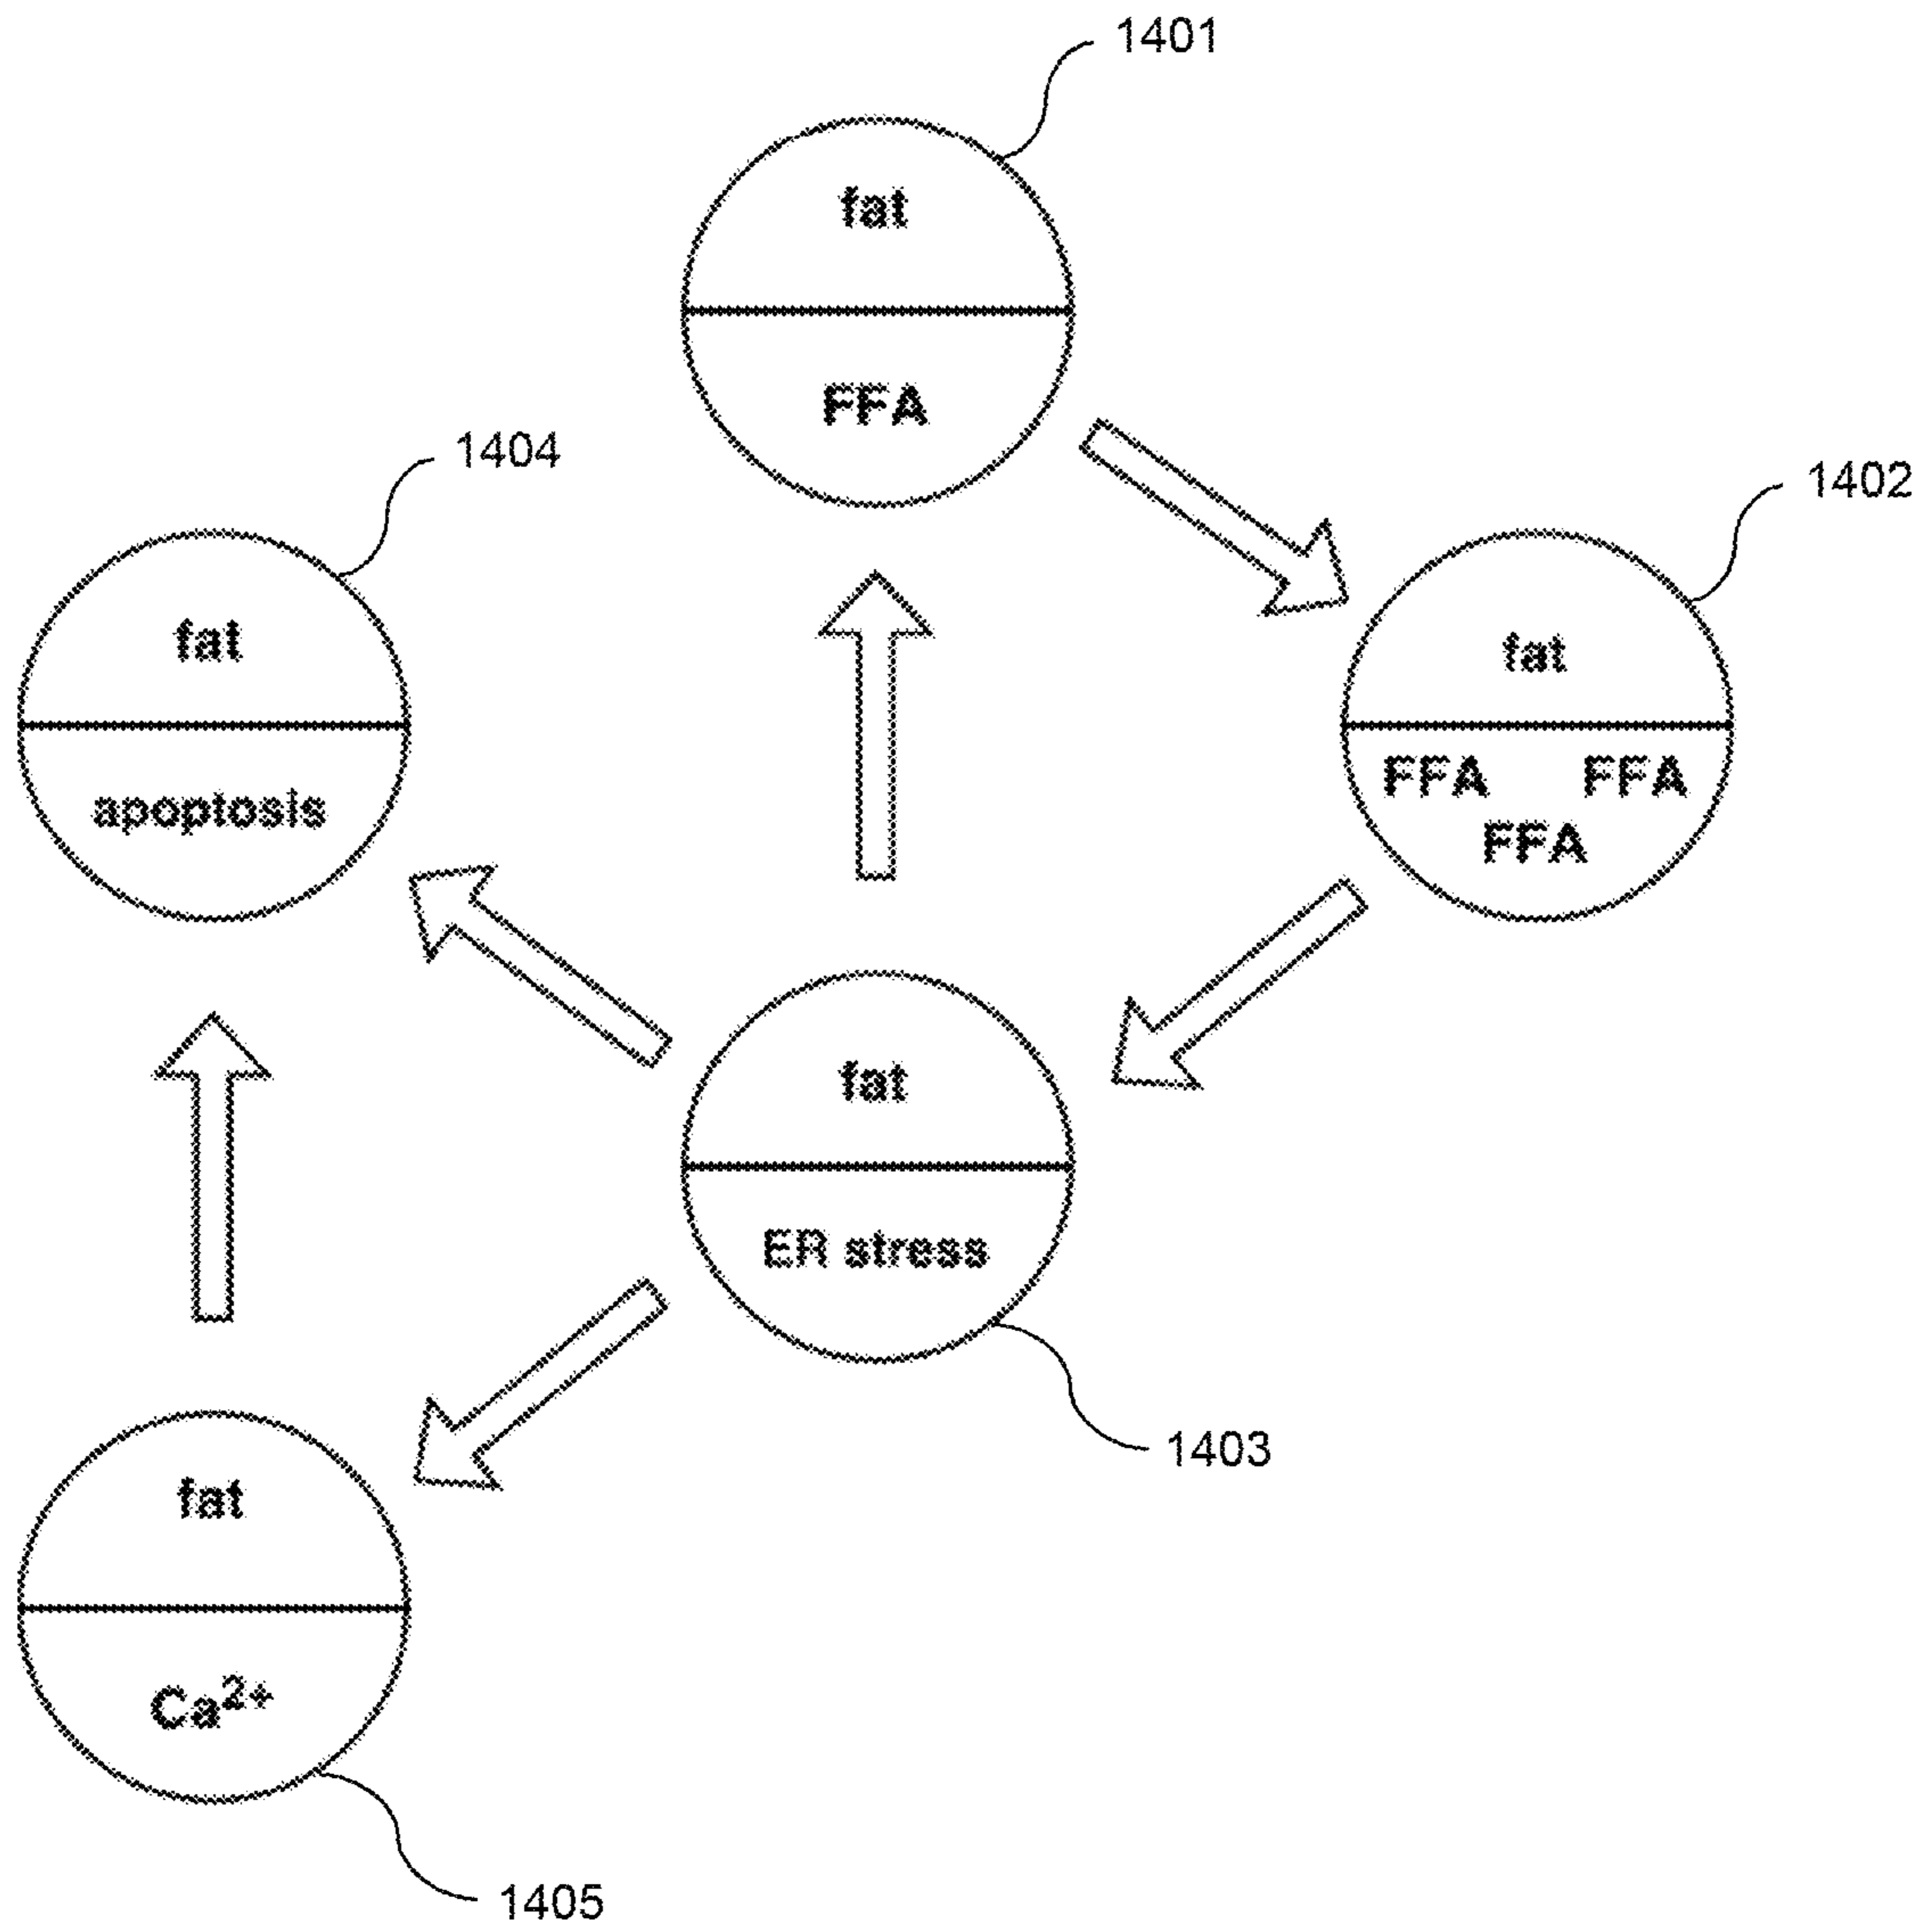 1401
fat
FFA
1404
1402
fat
apoptosis
fat
FFA FFA
FFA
fat
ER stress
1403
fat
Ca²⁺
1405